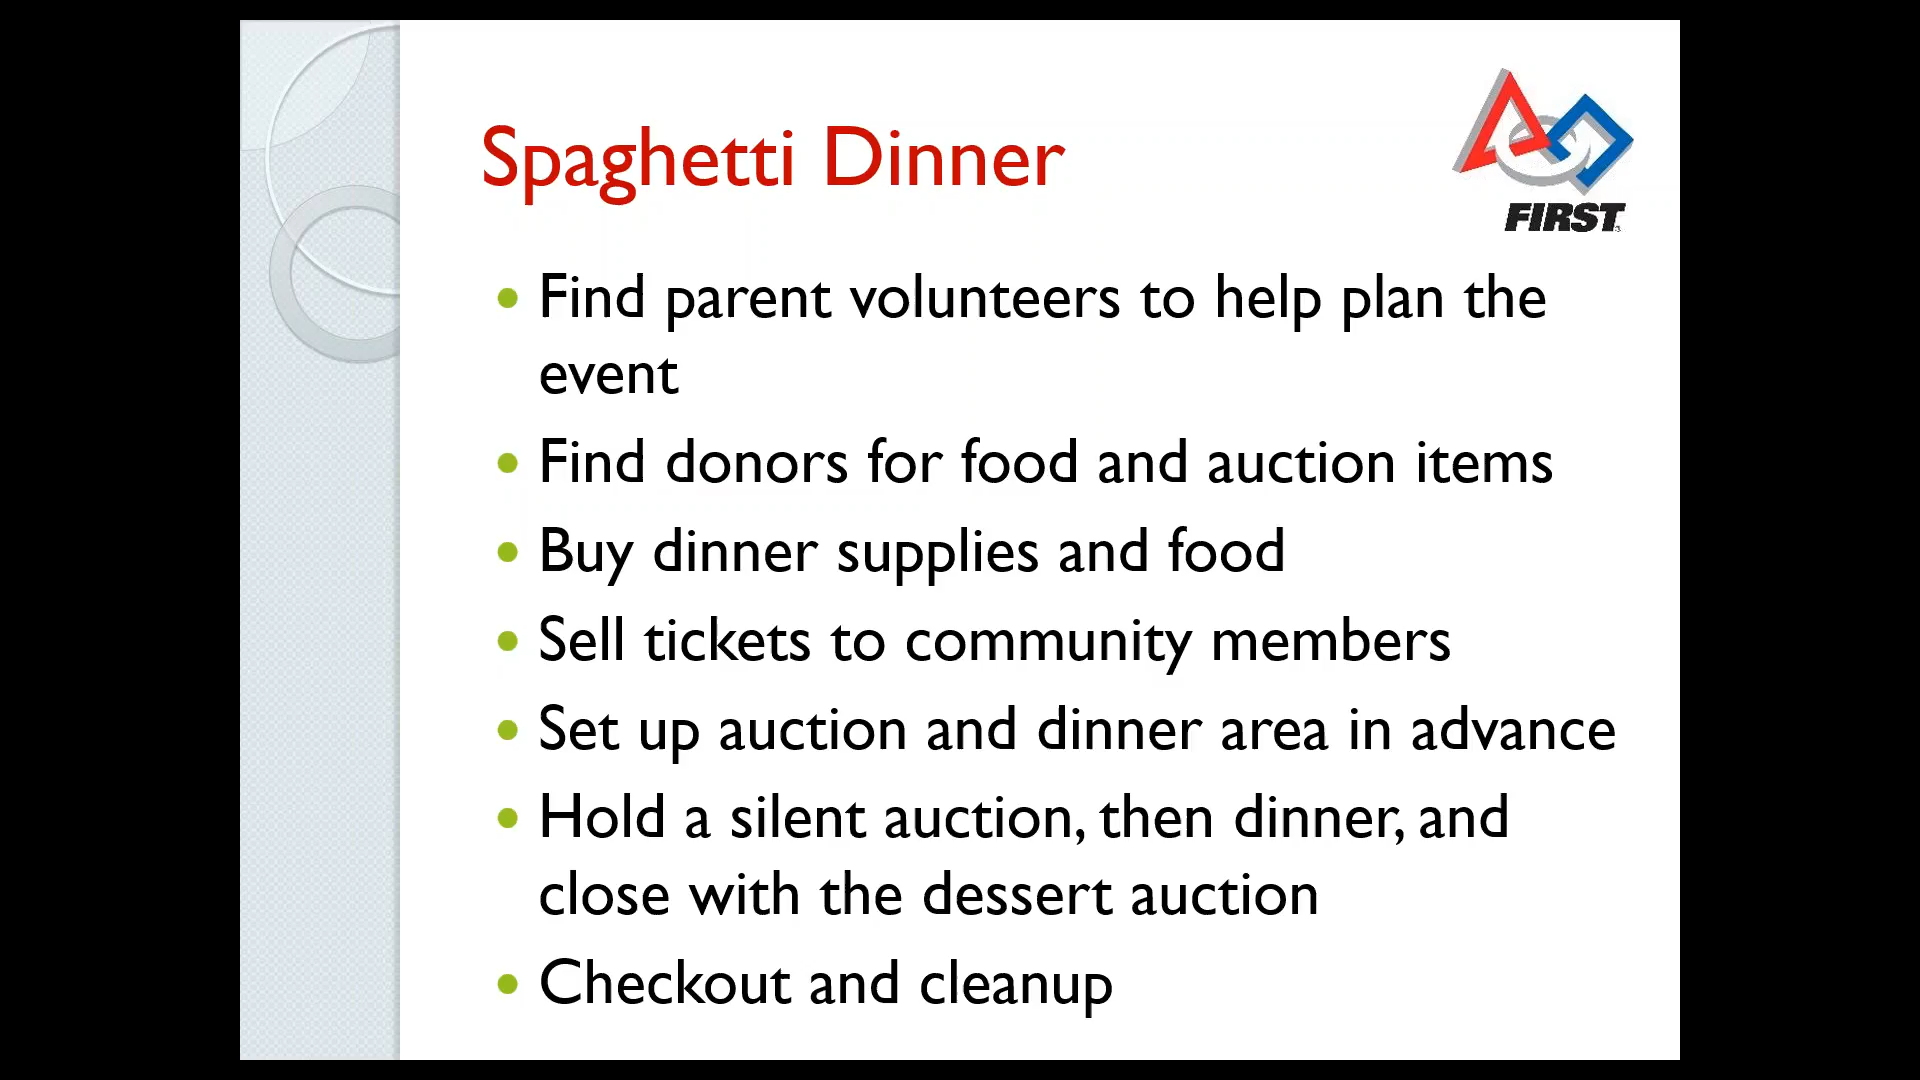 Spaghetti Dinner
FIRST
• Find parent volunteers to help plan the
event
• Find donors for food and auction items
• Buy dinner supplies and food
• Sell tickets to community members
• Set up auction and dinner area in advance
• Hold a silent auction, then dinner, and
close with the dessert auction
• Checkout and cleanup